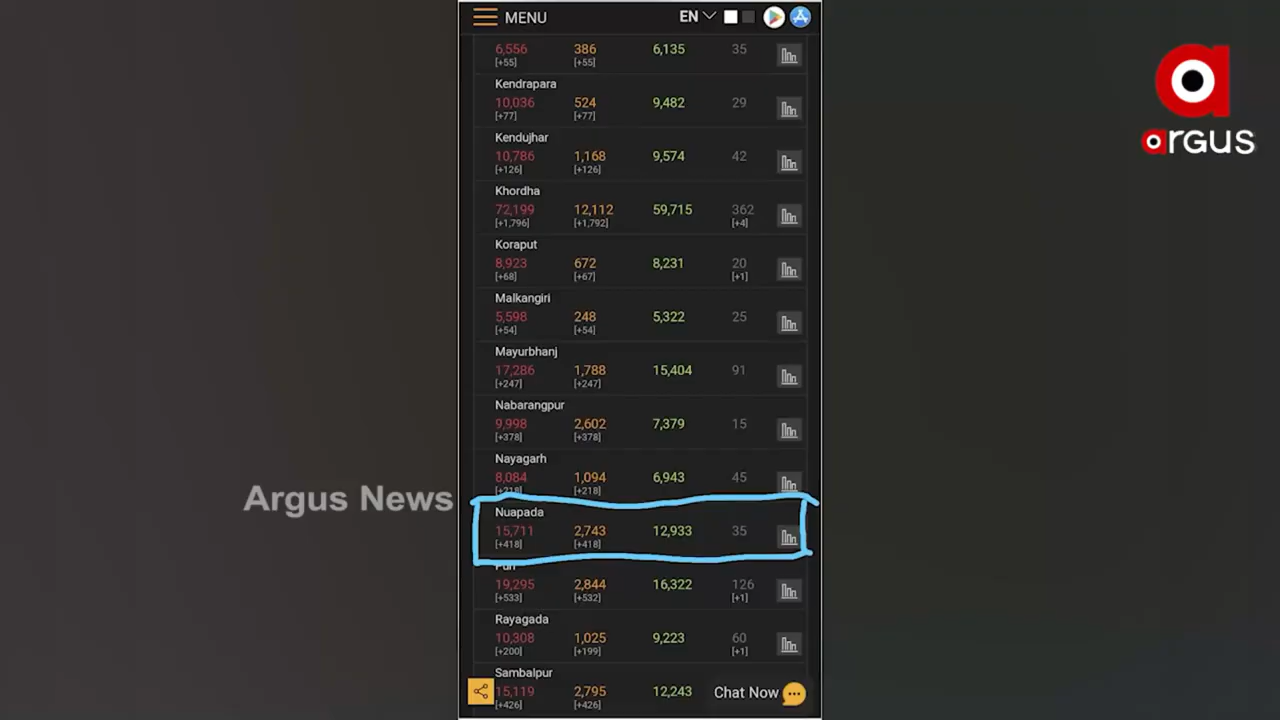 MENU EN
argus
6,556 386 6,135 35
[+55] [+55]
Kendrapara
10,036 524 9,482 29
[+77] [+77]
Kendujhar
10,786 1,168 9,574 42
[+126] [+126]
Khordha
72,199 12,112 59,715 362
[+1,796] [+1,792] [+4]
Koraput
8,923 672 8,231 20
[+68] [+67] [+1]
Malkangiri
5,598 248 5,322 25
[+54] [+54]
Mayurbhanj
17,286 1,788 15,404 91
[+247] [+247]
Nabarangpur
9,998 2,602 7,379 15
[+378] [+378]
Nayagarh
8,084 1,094 6,943 45
[+218] [+218]
Argus News
Nuapada
15,711 2,743 12,933 35
[+418] [+418]
Puri
19,295 2,844 16,322 126
[+533] [+532] [+1]
Rayagada
10,308 1,025 9,223 60
[+200] [+199] [+1]
Sambalpur
15,119 2,795 12,243 Chat Now
[+426] [+426]